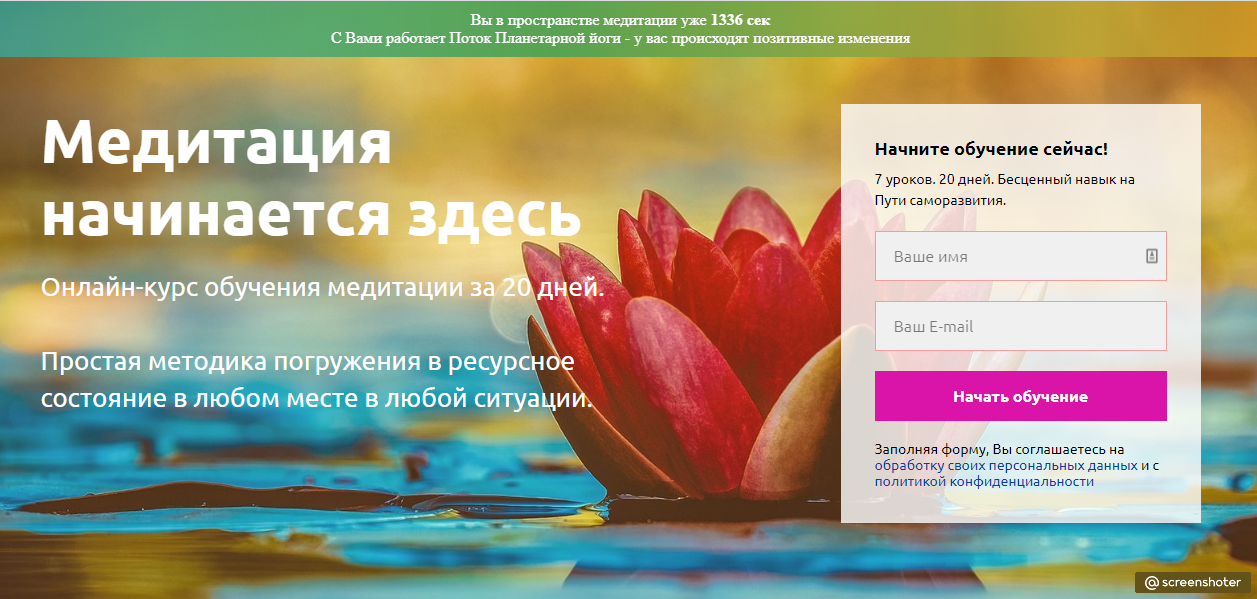 Вы в пространстве медитации уже 1336 сек
С Вами работает Поток Планетарной йоги - у вас происходят позитивные изменения
Медитация
начинается здесь
Онлайн-курс обучения медитации за 20 дней.
Простая методика погружения в ресурсное
состояние в любом месте в любой ситуации.
Начните обучение сейчас!
7 уроков. 20 дней. Бесценный навык на
Пути саморазвития.
Ваше имя
Ваш E-mail
Начать обучение
Заполняя форму, Вы соглашаетесь на
обработку своих персональных данных и с
политикой конфиденциальности
@ screenshoter